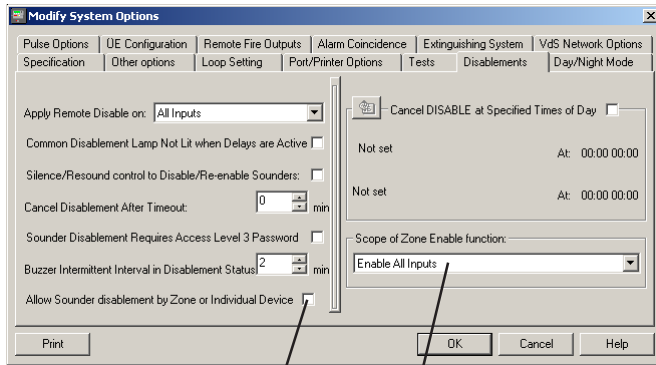 Modify System Options
Pulse Options ÜE Configuration Remote Fire Outputs Alarm Coincidence Extinguishing System VdS Network Options
Specification Other options Loop Setting Port/Printer Options Tests Disablements Day/Night Mode
Apply Remote Disable on: All Inputs
Common Disablement Lamp Not Lit when Delays are Active
Silence/Resound control to Disable/Re-enable Sounders:
Cancel Disablement After Timeout: 0 min
Sounder Disablement Requires Access Level 3 Password
Buzzer Intermittent Interval in Disablement Status 2 min
Allow Sounder disablement by Zone or Individual Device
Cancel DISABLE at Specified Times of Day
Not set At: 00:00 00:00
Not set At: 00:00 00:00
Scope of Zone Enable function:
Enable All Inputs
Print OK Cancel Help